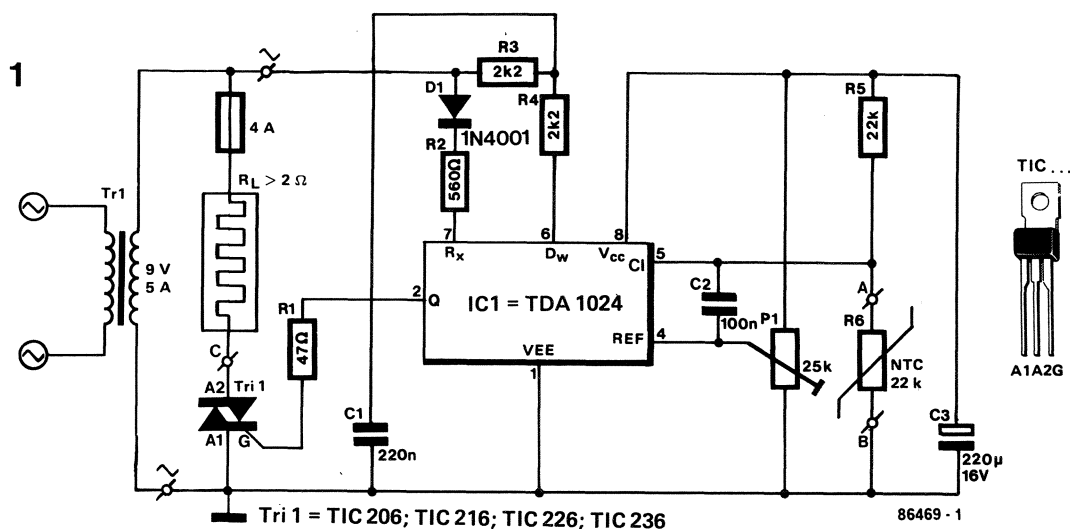 1
R3
2k2
D1
1N4001
R4
2k2
R2
560Ω
4 A
RL > 2 Ω
Tr1
9 V
5 A
R5
22k
TIC ...
7
6
8
RX
DW
VCC
CI
5
2
Q
IC1 = TDA 1024
R1
47Ω
C2
100n
A
P1
25k
R6
NTC
22 k
REF
4
VEE
1
A1A2G
C
A2
Tri 1
A1
G
C1
220n
B
C3
220µ
16V
Tri 1 = TIC 206; TIC 216; TIC 226; TIC 236
86469 - 1